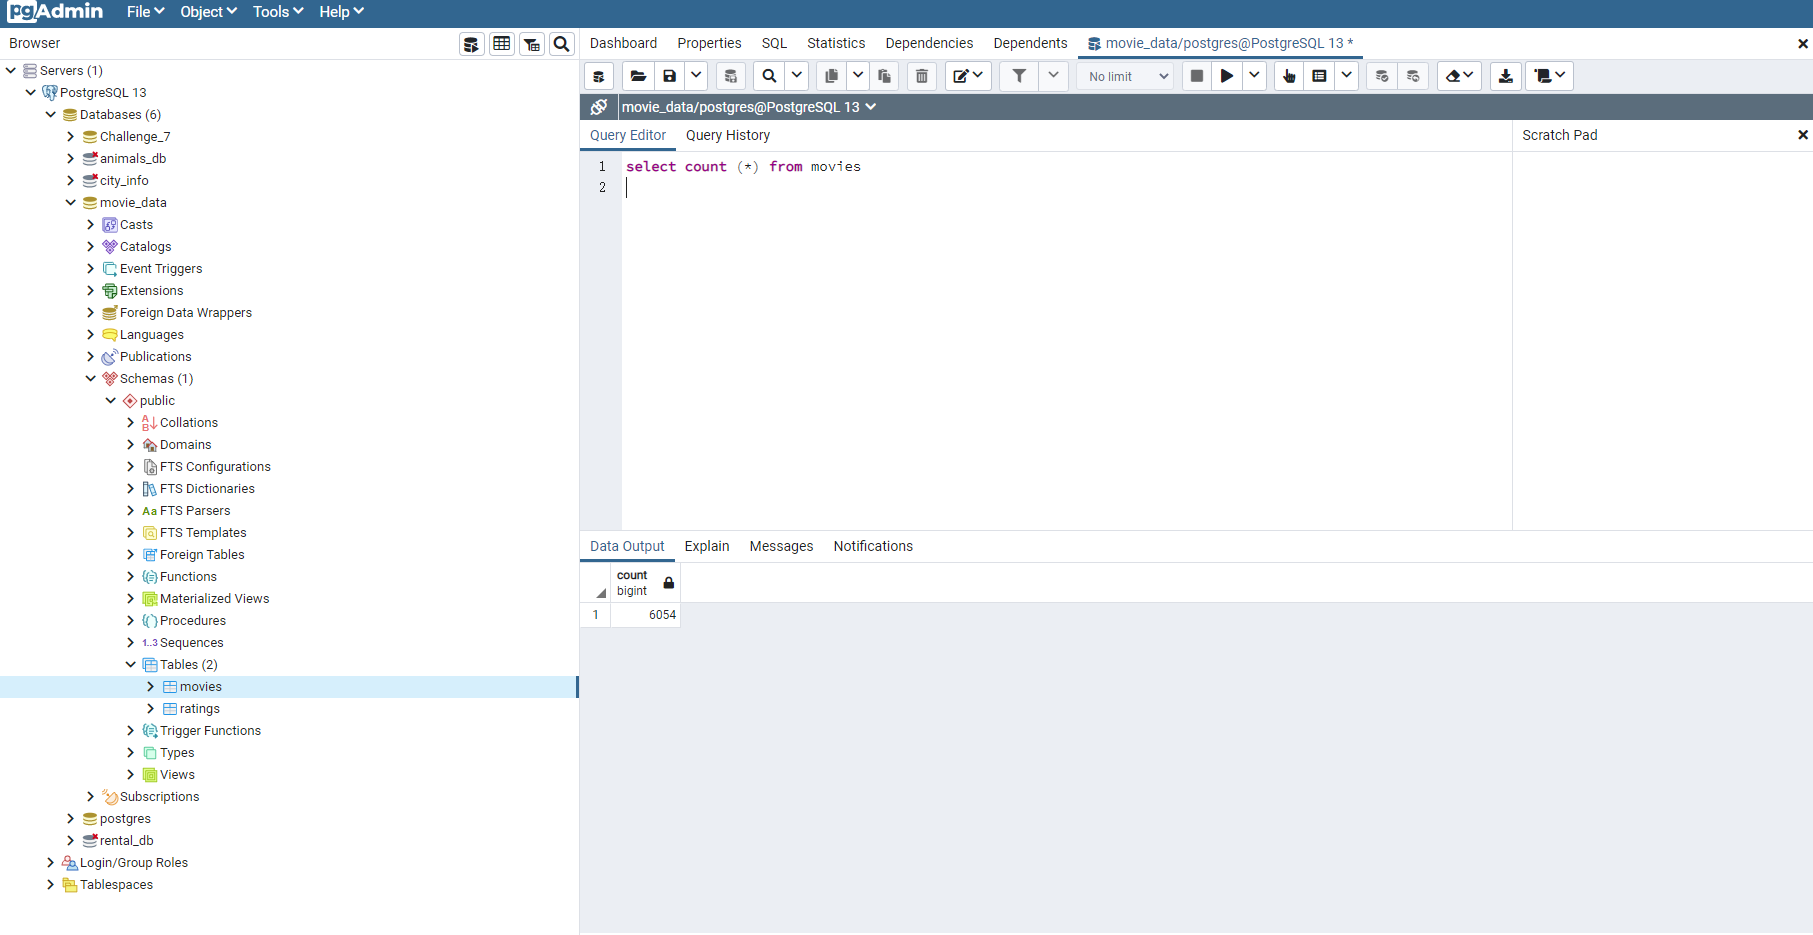 pgAdmin File Object Tools Help
Browser
Dashboard Properties SQL Statistics Dependencies Dependents movie_data/postgres@PostgreSQL 13 *
No limit
movie_data/postgres@PostgreSQL 13
Query Editor Query History
Scratch Pad
1 select count (*) from movies
2
Data Output Explain Messages Notifications
count
bigint
1 6054
Servers (1)
PostgreSQL 13
Databases (6)
Challenge_7
animals_db
city_info
movie_data
Casts
Catalogs
Event Triggers
Extensions
Foreign Data Wrappers
Languages
Publications
Schemas (1)
public
Collations
Domains
FTS Configurations
FTS Dictionaries
Aa FTS Parsers
FTS Templates
Foreign Tables
Functions
Materialized Views
Procedures
1..3 Sequences
Tables (2)
movies
ratings
Trigger Functions
Types
Views
Subscriptions
postgres
rental_db
Login/Group Roles
Tablespaces